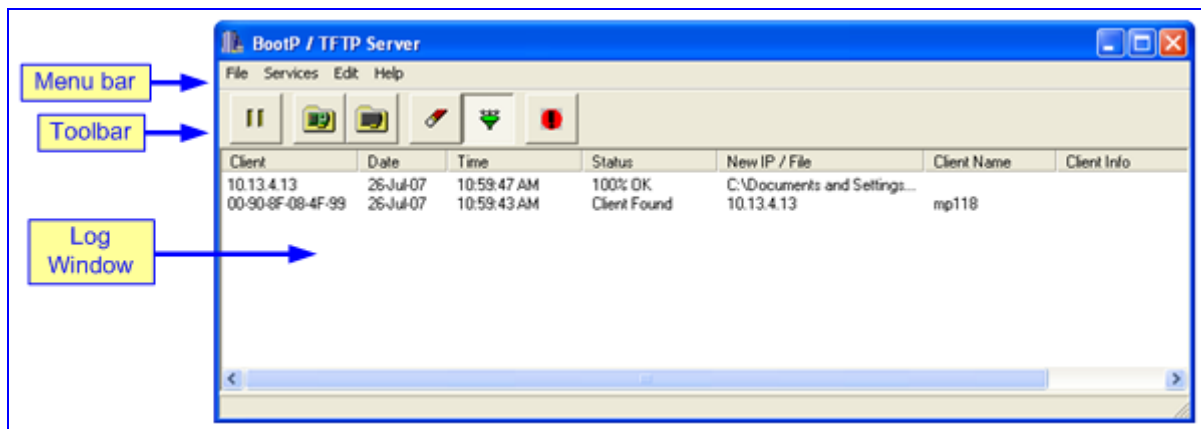 BootP / TFTP Server
Menu bar
File Services Edit Help
Toolbar
Client Date Time Status New IP / File Client Name Client Info
10.13.4.13 26-Jul-07 10:59:47 AM 100% OK C:\Documents and Settings...
00-90-8F-08-4F-99 26-Jul-07 10:59:43 AM Client Found 10.13.4.13 mp118
Log
Window